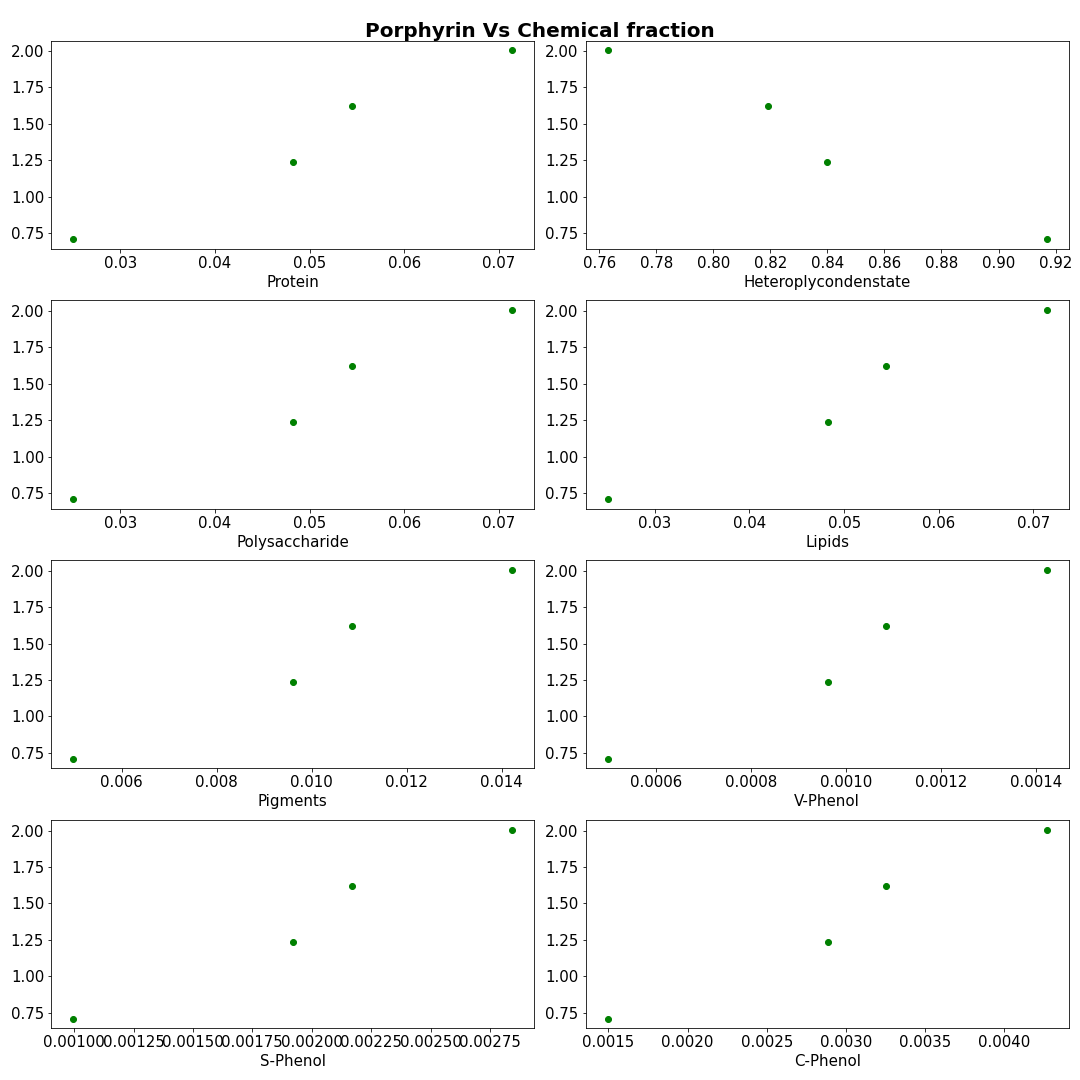 Porphyrin Vs Chemical fraction
2.00 1.75 1.50 1.25 1.00 0.75
0.03 0.04 0.05 0.06 0.07
Protein
2.00 1.75 1.50 1.25 1.00 0.75
0.76 0.78 0.80 0.82 0.84 0.86 0.88 0.90 0.92
Heteroplycondenstate
2.00 1.75 1.50 1.25 1.00 0.75
0.03 0.04 0.05 0.06 0.07
Polysaccharide
2.00 1.75 1.50 1.25 1.00 0.75
0.03 0.04 0.05 0.06 0.07
Lipids
2.00 1.75 1.50 1.25 1.00 0.75
0.006 0.008 0.010 0.012 0.014
Pigments
2.00 1.75 1.50 1.25 1.00 0.75
0.0006 0.0008 0.0010 0.0012 0.0014
V-Phenol
2.00 1.75 1.50 1.25 1.00 0.75
0.00100 0.00125 0.00150 0.00175 0.00200 0.00225 0.00250 0.00275
S-Phenol
2.00 1.75 1.50 1.25 1.00 0.75
0.0015 0.0020 0.0025 0.0030 0.0035 0.0040
C-Phenol